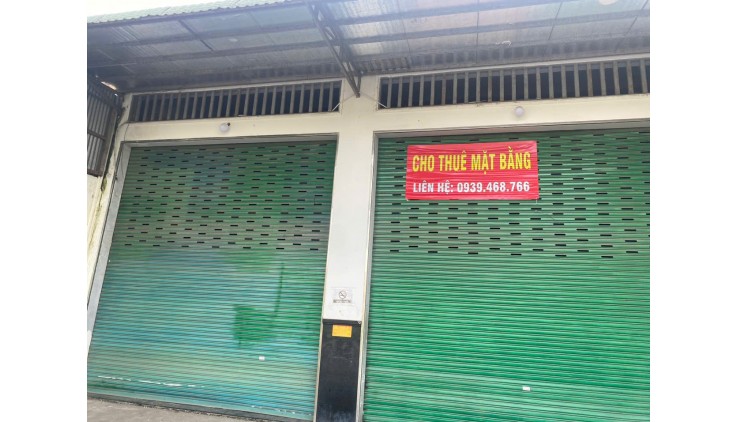 CHO THUÊ MẶT BẰNG
LIÊN HỆ: 0939.468.766